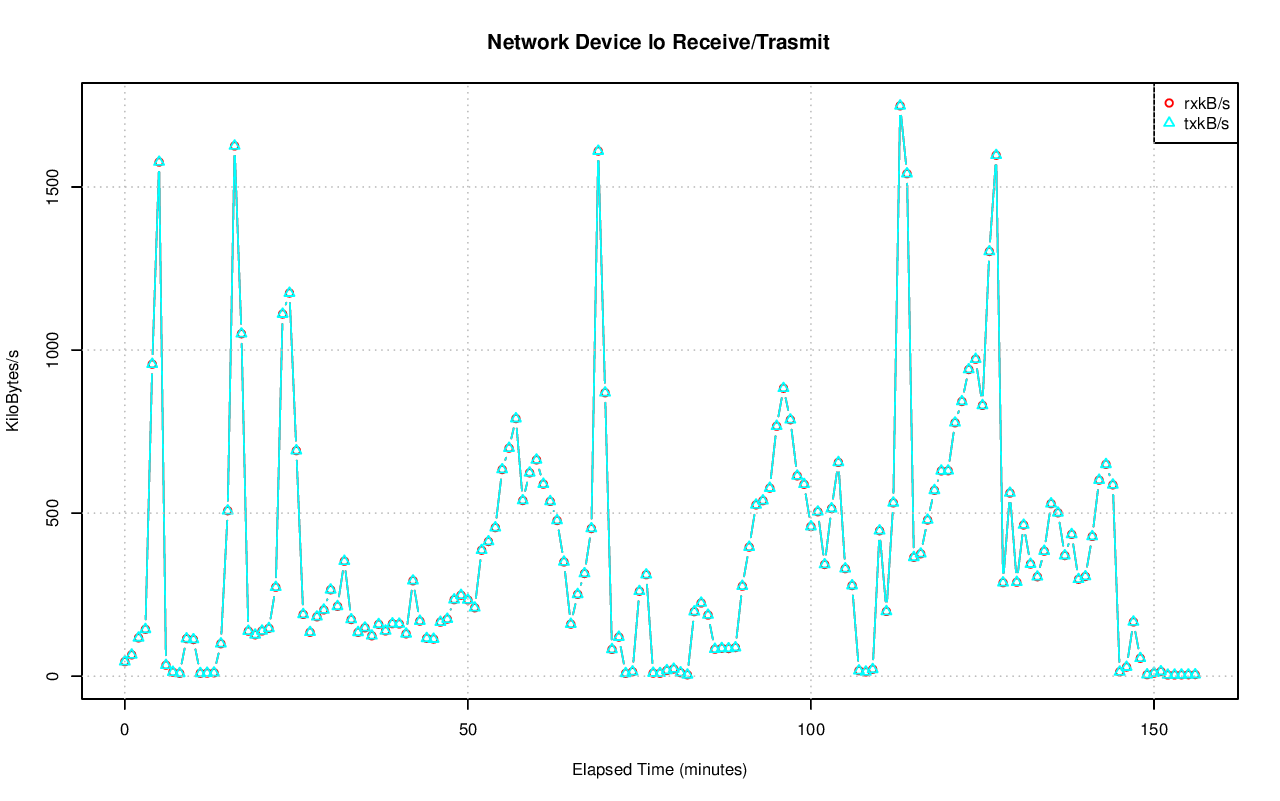 Network Device lo Receive/Trasmit
rxkB/s
txkB/s
KiloBytes/s
1500
1000
500
0
0 50 100 150
Elapsed Time (minutes)